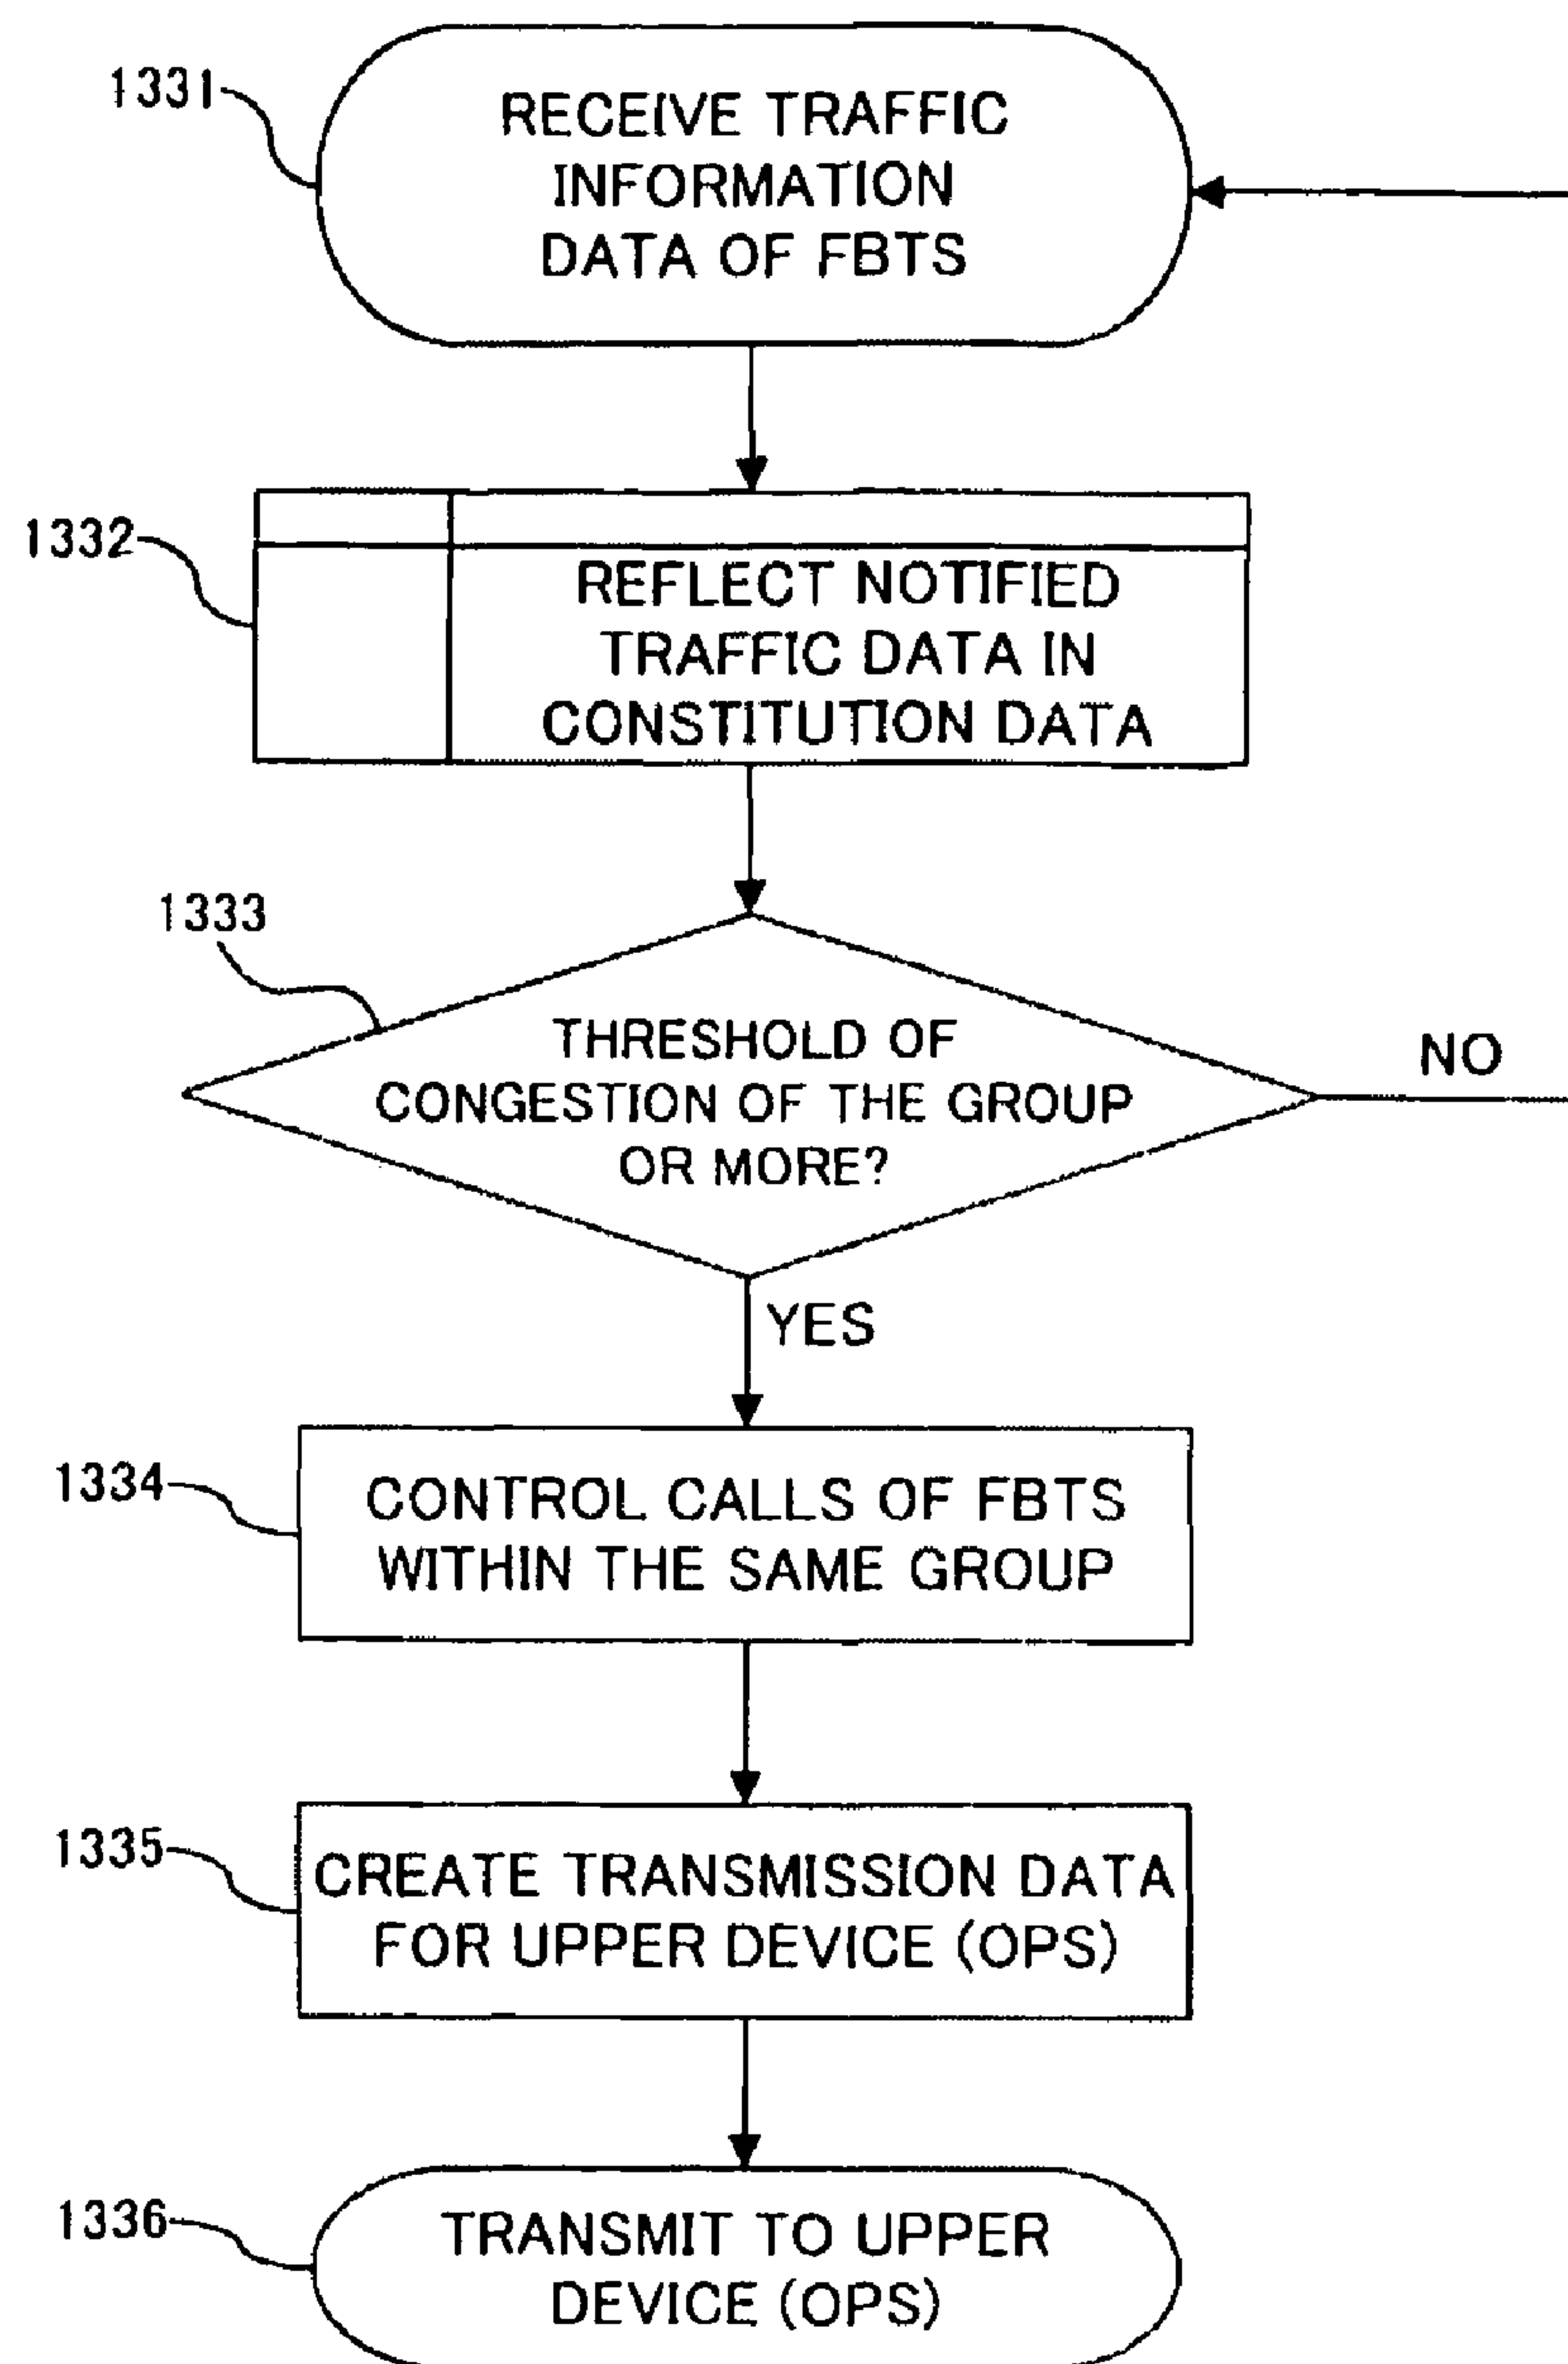 1331
RECEIVE TRAFFIC
INFORMATION
DATA OF FBTS
1332
REFLECT NOTIFIED
TRAFFIC DATA IN
CONSTITUTION DATA
1333
THRESHOLD OF
CONGESTION OF THE GROUP
OR MORE?
NO
YES
1334
CONTROL CALLS OF FBTS
WITHIN THE SAME GROUP
1335
CREATE TRANSMISSION DATA
FOR UPPER DEVICE (OPS)
1336
TRANSMIT TO UPPER
DEVICE (OPS)